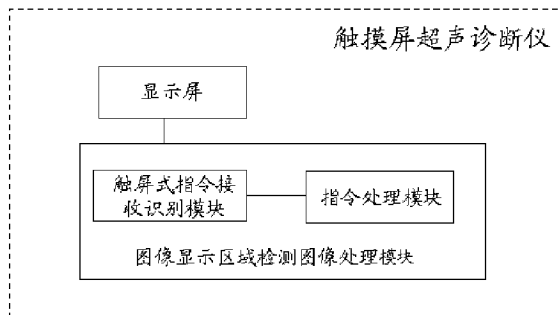 触摸屏超声诊断仪
显示屏
触屏式指令接
收识别模块
指令处理模块
图像显示区域检测图像处理模块